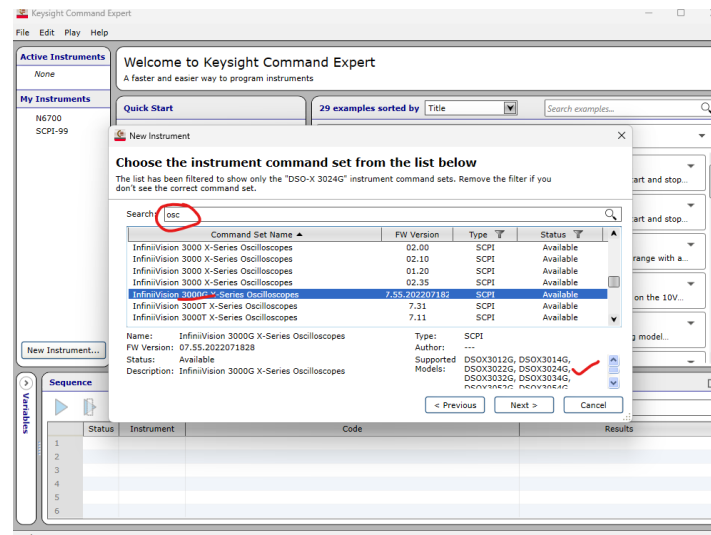 Keysight Command Expert
File Edit Play Help
Active Instruments
None
My Instruments
N6700
SCPI-99
New Instrument...
Welcome to Keysight Command Expert
A faster and easier way to program instruments
Quick Start
29 examples sorted by Title
Search examples...
New Instrument
Choose the instrument command set from the list below
The list has been filtered to show only the "DSO-X 3024G" instrument command sets. Remove the filter if you
don't see the correct command set.
Search: osc
Command Set Name FW Version Type Status
InfiniiVision 3000 X-Series Oscilloscopes 02.00 SCPI Available
InfiniiVision 3000 X-Series Oscilloscopes 02.10 SCPI Available
InfiniiVision 3000 X-Series Oscilloscopes 01.20 SCPI Available
InfiniiVision 3000 X-Series Oscilloscopes 02.35 SCPI Available
InfiniiVision 3000G X-Series Oscilloscopes 7.55.202207182 SCPI Available
InfiniiVision 3000T X-Series Oscilloscopes 7.31 SCPI Available
InfiniiVision 3000T X-Series Oscilloscopes 7.11 SCPI Available
Name: InfiniiVision 3000G X-Series Oscilloscopes Type: SCPI
FW Version: 07.55.2022071828 Author: ---
Status: Available Supported DSOX3012G, DSOX3014G,
Description: InfiniiVision 3000G X-Series Oscilloscopes Models: DSOX3022G, DSOX3024G,
DSOX3032G, DSOX3034G,
DSOX3052G, DSOX3054G
< Previous Next > Cancel
art and stop...
art and stop...
range with a...
on the 10V...
g model...
Variables
Sequence
Status Instrument Code Results
1
2
3
4
5
6